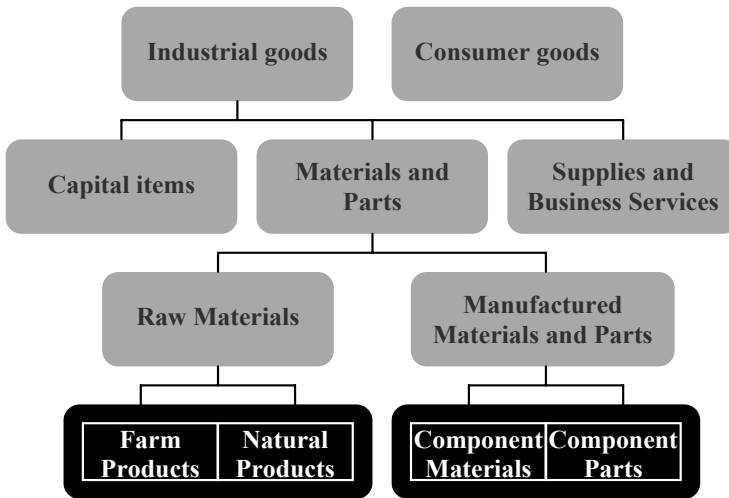 Industrial goods
Consumer goods
Capital items
Materials and
Parts
Supplies and
Business Services
Raw Materials
Manufactured
Materials and Parts
Farm
Products
Natural
Products
Component
Materials
Component
Parts